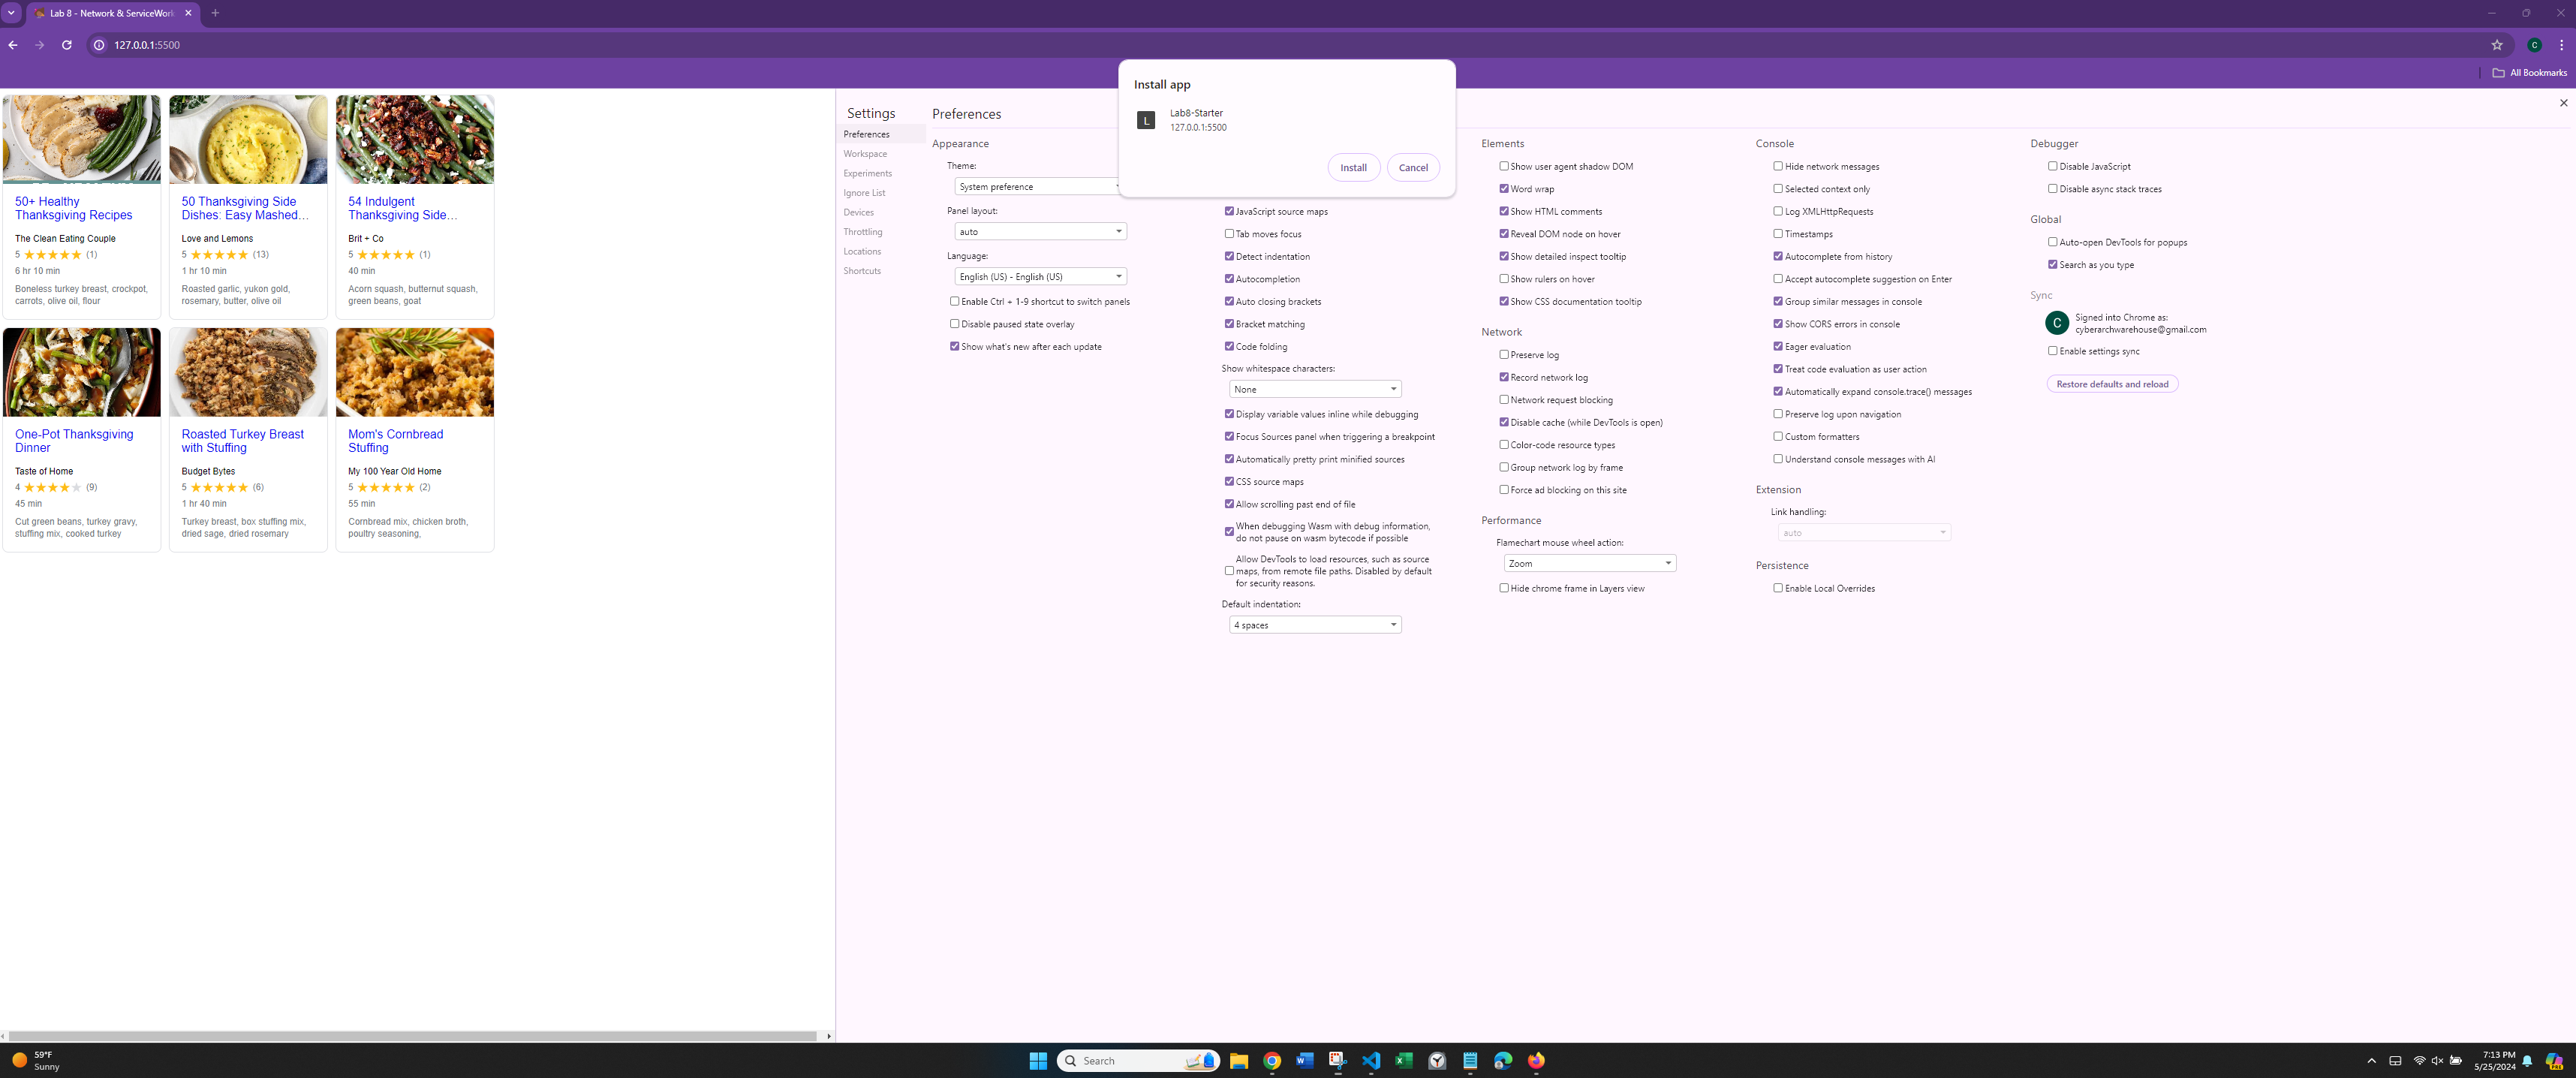 Lab 8 - Network & ServiceWork
127.0.0.1:5500
All Bookmarks
Install app
L
Lab8-Starter
127.0.0.1:5500
Install
Cancel
50+ Healthy
Thanksgiving Recipes
The Clean Eating Couple
5
(1)
6 hr 10 min
Boneless turkey breast, crockpot,
carrots, olive oil, flour
50 Thanksgiving Side
Dishes: Easy Mashed…
Love and Lemons
5
(13)
1 hr 10 min
Roasted garlic, yukon gold,
rosemary, butter, olive oil
54 Indulgent
Thanksgiving Side…
Brit + Co
5
(1)
40 min
Acorn squash, butternut squash,
green beans, goat
One-Pot Thanksgiving
Dinner
Taste of Home
4
(9)
45 min
Cut green beans, turkey gravy,
stuffing mix, cooked turkey
Roasted Turkey Breast
with Stuffing
Budget Bytes
5
(6)
1 hr 40 min
Turkey breast, box stuffing mix,
dried sage, dried rosemary
Mom's Cornbread
Stuffing
My 100 Year Old Home
5
(2)
55 min
Cornbread mix, chicken broth,
poultry seasoning,
Settings
Preferences
Workspace
Experiments
Ignore List
Devices
Throttling
Locations
Shortcuts
Preferences
Appearance
Theme:
System preference
Panel layout:
auto
Language:
English (US) - English (US)
Enable Ctrl + 1-9 shortcut to switch panels
Disable paused state overlay
Show what's new after each update
JavaScript source maps
Tab moves focus
Detect indentation
Autocompletion
Auto closing brackets
Bracket matching
Code folding
Show whitespace characters:
None
Display variable values inline while debugging
Focus Sources panel when triggering a breakpoint
Automatically pretty print minified sources
CSS source maps
Allow scrolling past end of file
When debugging Wasm with debug information,
do not pause on wasm bytecode if possible
Allow DevTools to load resources, such as source
maps, from remote file paths. Disabled by default
for security reasons.
Default indentation:
4 spaces
Elements
Show user agent shadow DOM
Word wrap
Show HTML comments
Reveal DOM node on hover
Show detailed inspect tooltip
Show rulers on hover
Show CSS documentation tooltip
Network
Preserve log
Record network log
Network request blocking
Disable cache (while DevTools is open)
Color-code resource types
Group network log by frame
Force ad blocking on this site
Performance
Flamechart mouse wheel action:
Zoom
Hide chrome frame in Layers view
Console
Hide network messages
Selected context only
Log XMLHttpRequests
Timestamps
Autocomplete from history
Accept autocomplete suggestion on Enter
Group similar messages in console
Show CORS errors in console
Eager evaluation
Treat code evaluation as user action
Automatically expand console.trace() messages
Preserve log upon navigation
Custom formatters
Understand console messages with AI
Extension
Link handling:
auto
Persistence
Enable Local Overrides
Debugger
Disable JavaScript
Disable async stack traces
Global
Auto-open DevTools for popups
Search as you type
Sync
C
Signed into Chrome as:
cyberarchwarehouse@gmail.com
Enable settings sync
Restore defaults and reload
59°F
Sunny
Search
7:13 PM
5/25/2024